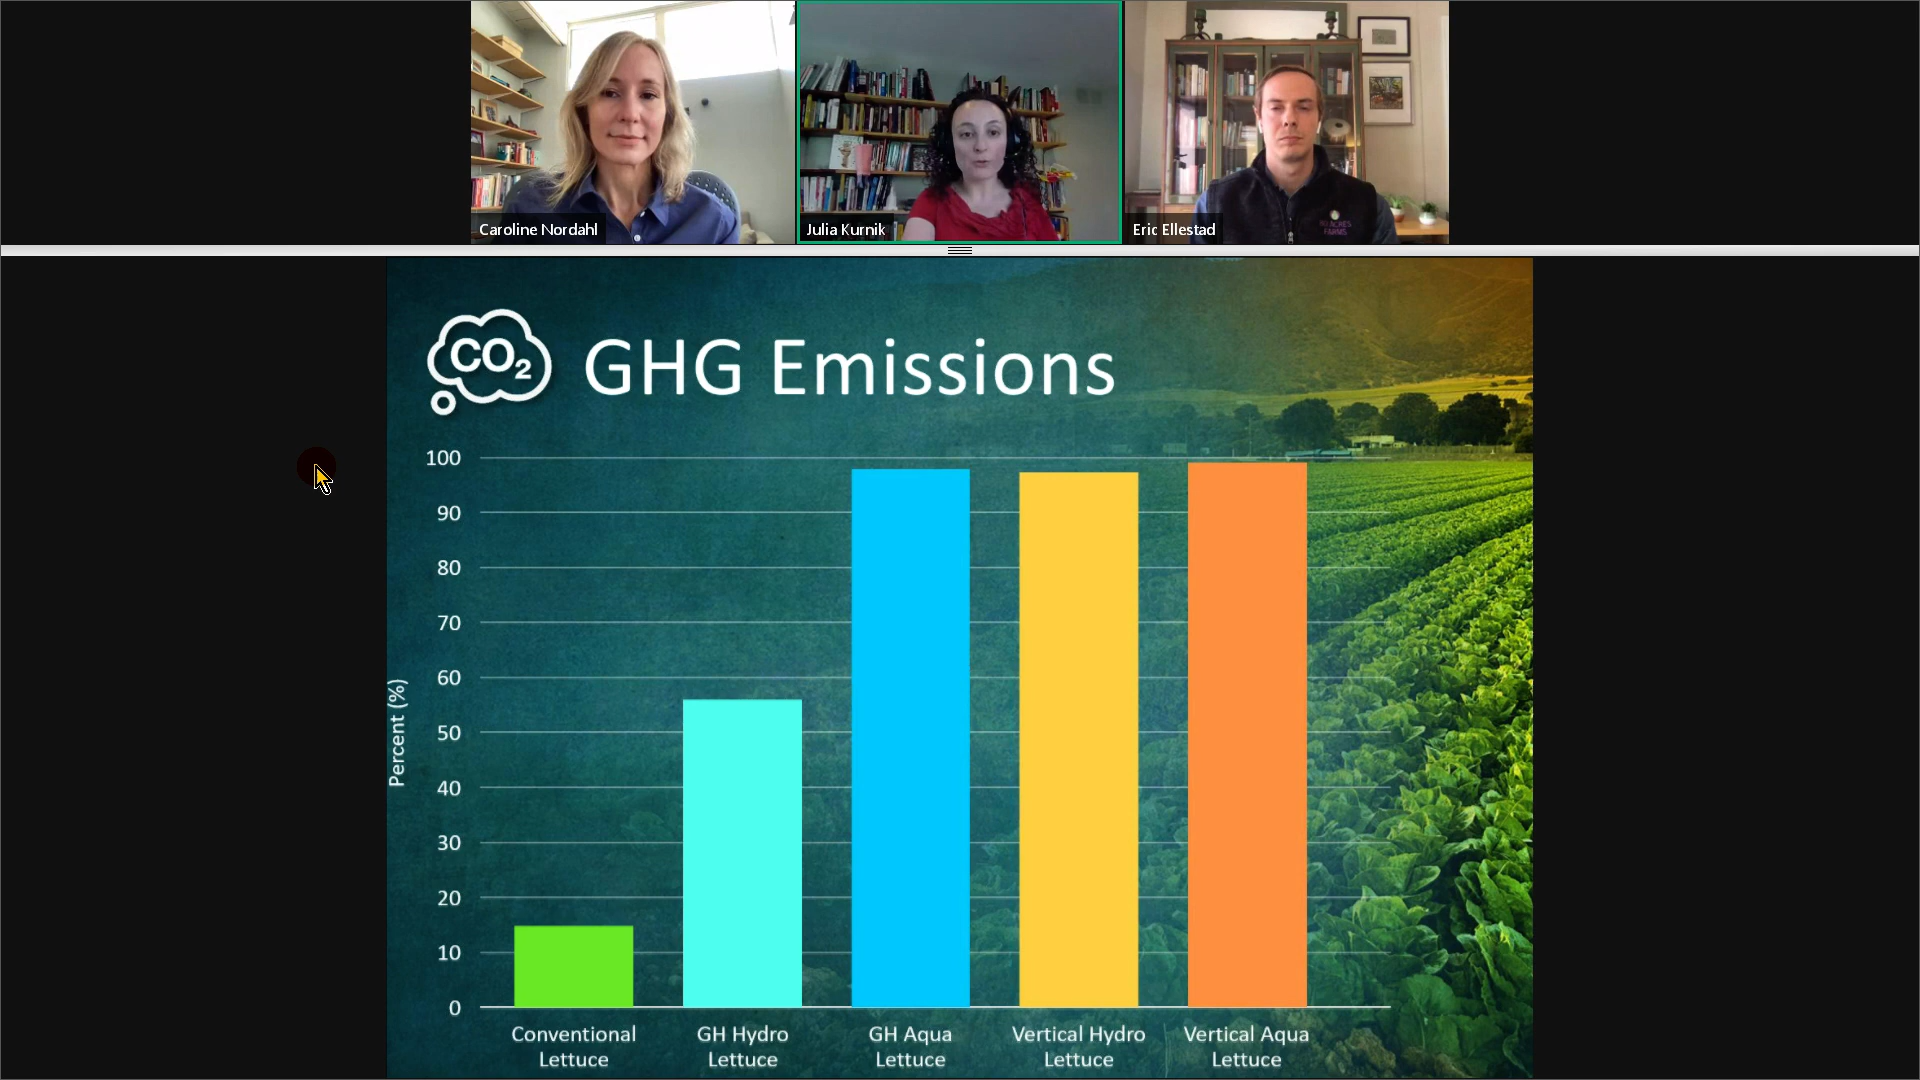 Caroline Nordahl
Julia Kurnik
Eric Ellestad
FARMS
CO2
GHG Emissions
100
90
80
70
60
50
40
30
20
10
0
Percent (%)
Conventional
Lettuce
GH Hydro
Lettuce
GH Aqua
Lettuce
Vertical Hydro
Lettuce
Vertical Aqua
Lettuce